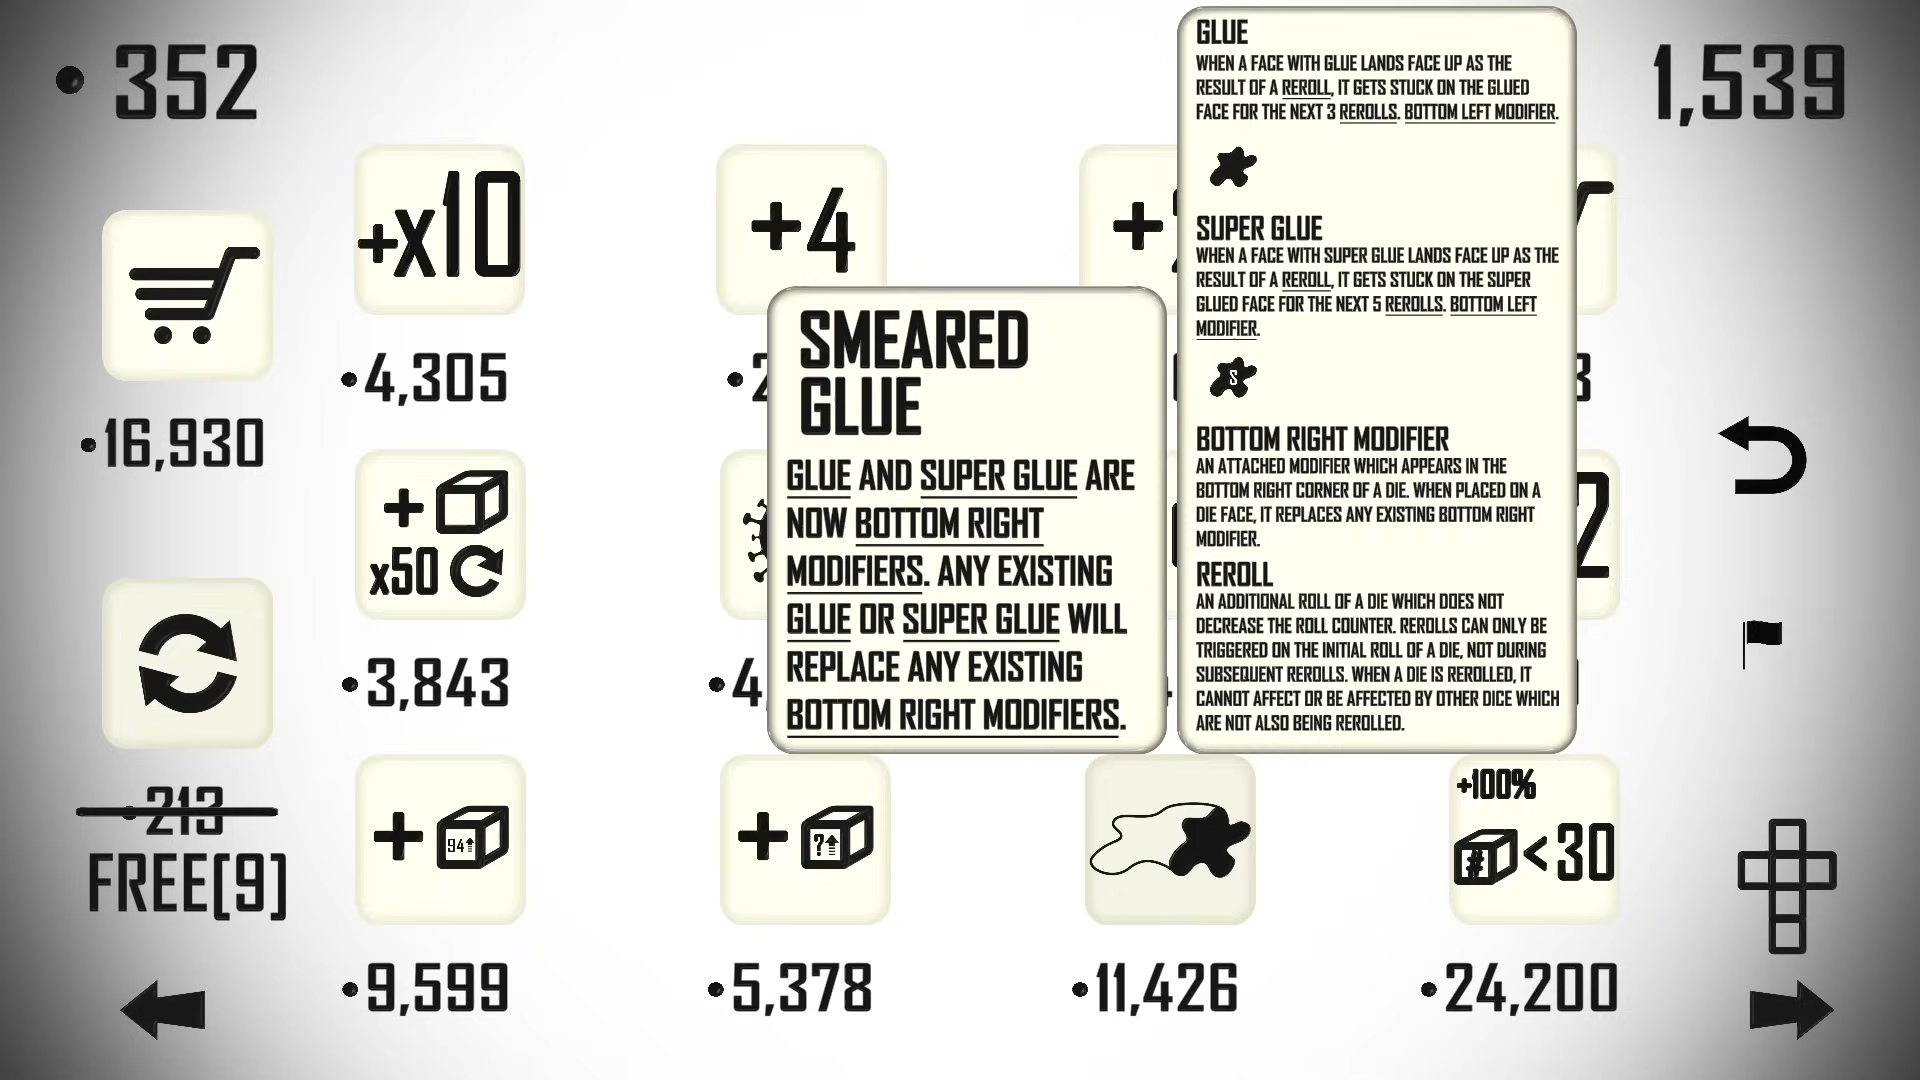 352
1,539
+x10
+4
+
4,305
16,930
+
x50
3,843
213
FREE[9]
SMEARED
GLUE
GLUE AND SUPER GLUE ARE
NOW BOTTOM RIGHT
MODIFIERS. ANY EXISTING
GLUE OR SUPER GLUE WILL
REPLACE ANY EXISTING
BOTTOM RIGHT MODIFIERS.
GLUE
WHEN A FACE WITH GLUE LANDS FACE UP AS THE
RESULT OF A REROLL, IT GETS STUCK ON THE GLUED
FACE FOR THE NEXT 3 REROLLS. BOTTOM LEFT MODIFIER.
SUPER GLUE
WHEN A FACE WITH SUPER GLUE LANDS FACE UP AS THE
RESULT OF A REROLL, IT GETS STUCK ON THE SUPER
GLUED FACE FOR THE NEXT 5 REROLLS. BOTTOM LEFT
MODIFIER.
S
BOTTOM RIGHT MODIFIER
AN ATTACHED MODIFIER WHICH APPEARS IN THE
BOTTOM RIGHT CORNER OF A DIE. WHEN PLACED ON A
DIE FACE, IT REPLACES ANY EXISTING BOTTOM RIGHT
MODIFIER.
REROLL
AN ADDITIONAL ROLL OF A DIE WHICH DOES NOT
DECREASE THE ROLL COUNTER. REROLLS CAN ONLY BE
TRIGGERED ON THE INITIAL ROLL OF A DIE, NOT DURING
SUBSEQUENT REROLLS. WHEN A DIE IS REROLLED, IT
CANNOT AFFECT OR BE AFFECTED BY OTHER DICE WHICH
ARE NOT ALSO BEING REROLLED.
+ 94
+ ?
+100%
# <30
9,599
5,378
11,426
24,200